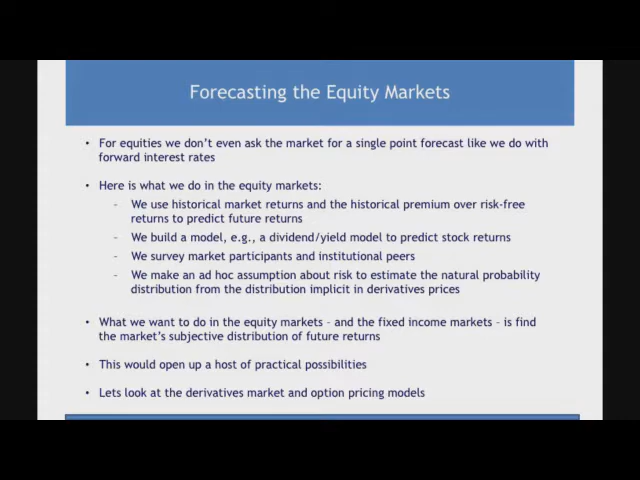 Forecasting the Equity Markets
• For equities we don't even ask the market for a single point forecast like we do with
forward interest rates
• Here is what we do in the equity markets:
– We use historical market returns and the historical premium over risk-free
returns to predict future returns
– We build a model, e.g., a dividend/yield model to predict stock returns
– We survey market participants and institutional peers
– We make an ad hoc assumption about risk to estimate the natural probability
distribution from the distribution implicit in derivatives prices
• What we want to do in the equity markets – and the fixed income markets – is find
the market's subjective distribution of future returns
• This would open up a host of practical possibilities
• Lets look at the derivatives market and option pricing models